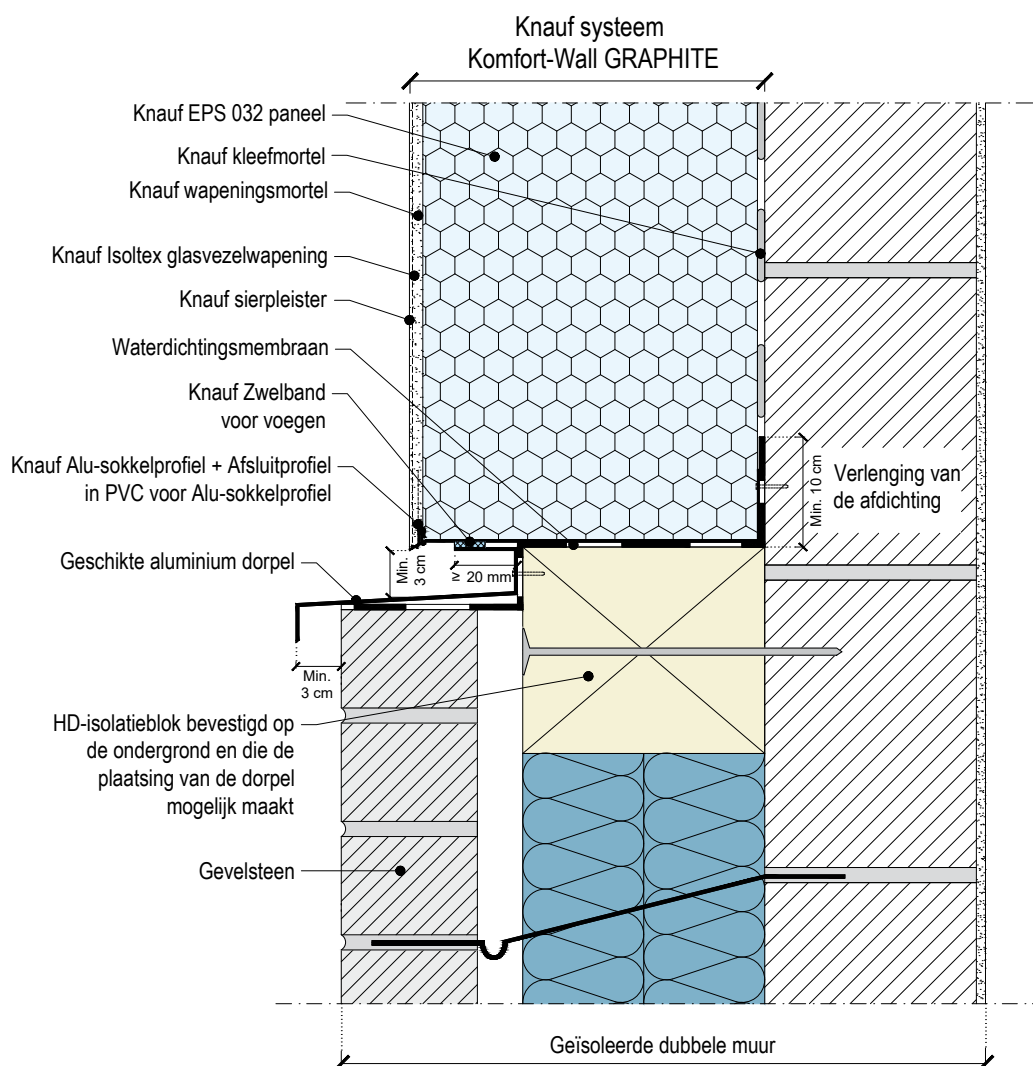 Knauf systeem
Komfort-Wall GRAPHITE
Knauf EPS 032 paneel
Knauf kleefmortel
Knauf wapeningsmortel
Knauf Isoltex glasvezelwapening
Knauf sierpleister
Waterdichtingsmembraan
Knauf Zwelband
voor voegen
Knauf Alu-sokkelprofiel + Afsluitprofiel
in PVC voor Alu-sokkelprofiel
Min. 10 cm
Verlenging van
de afdichting
Geschikte aluminium dorpel
Min.
3 cm
≥ 20 mm
Min.
3 cm
HD-isolatieblok bevestigd op
de ondergrond en die de
plaatsing van de dorpel
mogelijk maakt
Gevelsteen
Geïsoleerde dubbele muur